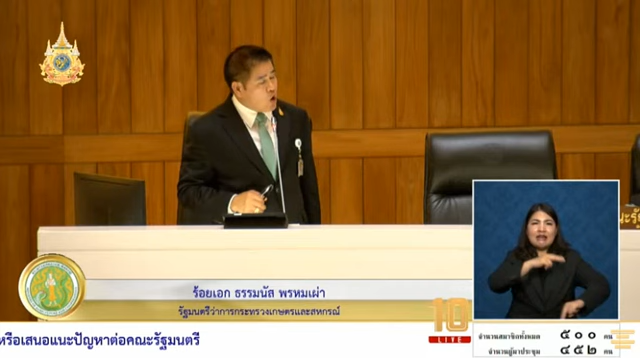 ร้อยเอก ธรรมนัส พรหมเผ่า
รัฐมนตรีว่าการกระทรวงเกษตรและสหกรณ์
10
LIVE
หรือเสนอแนะปัญหาต่อคณะรัฐมนตรี
จำนวนสมาชิกทั้งหมด ๕๐๐ คน
จำนวนผู้มาประชุม ๔๕๒ คน